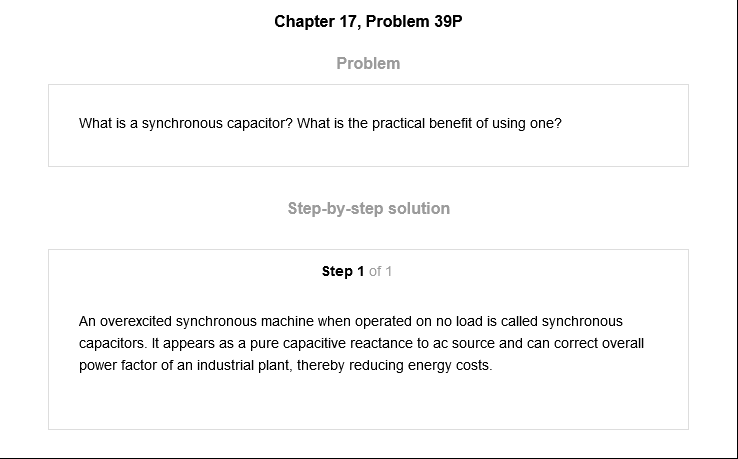 Chapter 17, Problem 39P
Problem
What is a synchronous capacitor? What is the practical benefit of using one?
Step-by-step solution
Step 1 of 1
An overexcited synchronous machine when operated on no load is called synchronous
capacitors. It appears as a pure capacitive reactance to ac source and can correct overall
power factor of an industrial plant, thereby reducing energy costs.